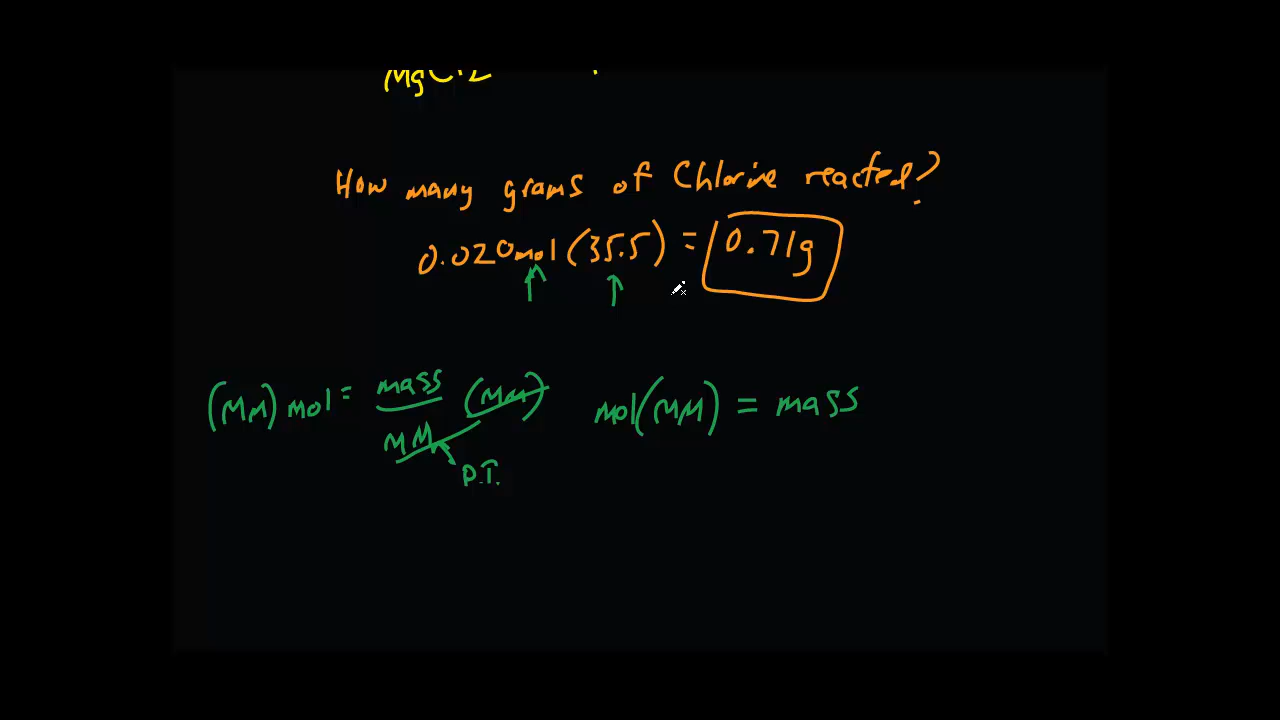 MgCl2
How many grams of Chlorine reacted?
0.020mol (35.5) = 0.71g
(MM) mol = mass/MM (MM) mol(MM) = mass
P.T.